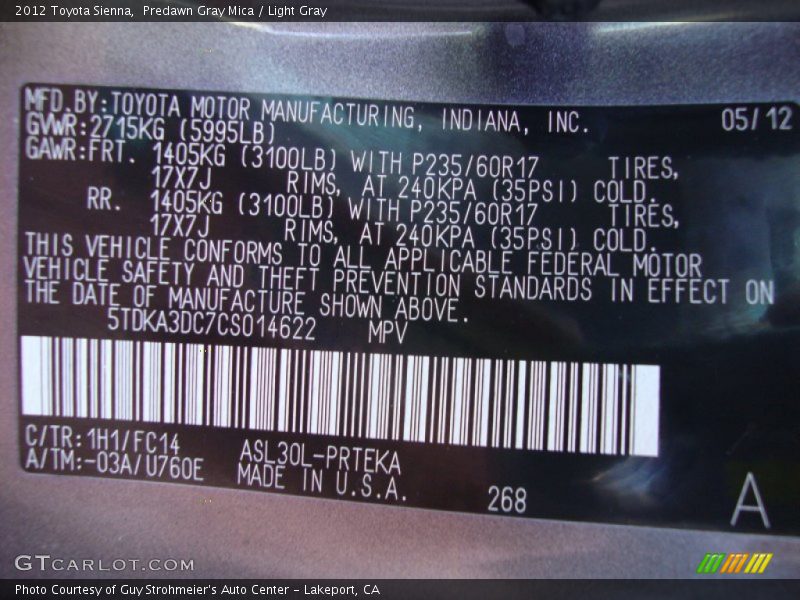 2012 Toyota Sienna,  Predawn Gray Mica / Light Gray
MFD.BY:TOYOTA MOTOR MANUFACTURING, INDIANA, INC. 05/12
GVWR:2715KG (5995LB)
GAWR:FRT. 1405KG (3100LB) WITH P235/60R17 TIRES,
17X7J RIMS, AT 240KPA (35PSI) COLD.
RR. 1405KG (3100LB) WITH P235/60R17 TIRES,
17X7J RIMS, AT 240KPA (35PSI) COLD.
THIS VEHICLE CONFORMS TO ALL APPLICABLE FEDERAL MOTOR
VEHICLE SAFETY AND THEFT PREVENTION STANDARDS IN EFFECT ON
THE DATE OF MANUFACTURE SHOWN ABOVE.
5TDKA3DC7CS014622 MPV
C/TR:1H1/FC14 ASL30L-PRTEKA
A/TM:-03A/U760E MADE IN U.S.A.
268 A
GTCARLOT.COM
Photo Courtesy of Guy Strohmeier's Auto Center - Lakeport, CA